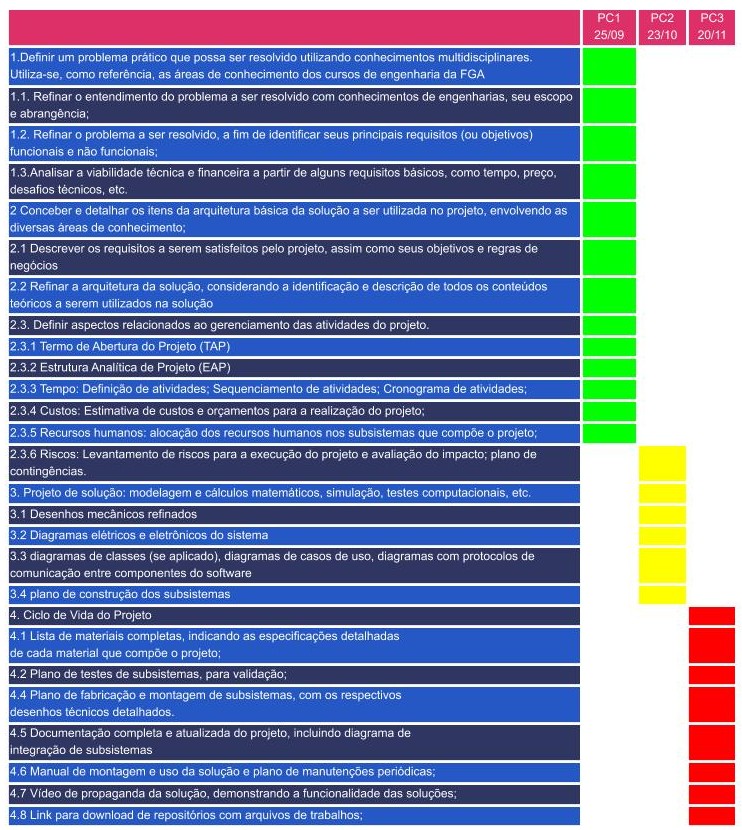 PC1 PC2 PC3
25/09 23/10 20/11
1.Definir um problema prático que possa ser resolvido utilizando conhecimentos multidisciplinares.
Utiliza-se, como referência, as áreas de conhecimento dos cursos de engenharia da FGA
1.1. Refinar o entendimento do problema a ser resolvido com conhecimentos de engenharias, seu escopo
e abrangência;
1.2. Refinar o problema a ser resolvido, a fim de identificar seus principais requisitos (ou objetivos)
funcionais e não funcionais;
1.3.Analisar a viabilidade técnica e financeira a partir de alguns requisitos básicos, como tempo, preço,
desafios técnicos, etc.
2 Conceber e detalhar os itens da arquitetura básica da solução a ser utilizada no projeto, envolvendo as
diversas áreas de conhecimento;
2.1 Descrever os requisitos a serem satisfeitos pelo projeto, assim como seus objetivos e regras de
negócios
2.2 Refinar a arquitetura da solução, considerando a identificação e descrição de todos os conteúdos
teóricos a serem utilizados na solução
2.3. Definir aspectos relacionados ao gerenciamento das atividades do projeto.
2.3.1 Termo de Abertura do Projeto (TAP)
2.3.2 Estrutura Analítica de Projeto (EAP)
2.3.3 Tempo: Definição de atividades; Sequenciamento de atividades; Cronograma de atividades;
2.3.4 Custos: Estimativa de custos e orçamentos para a realização do projeto;
2.3.5 Recursos humanos: alocação dos recursos humanos nos subsistemas que compõe o projeto;
2.3.6 Riscos: Levantamento de riscos para a execução do projeto e avaliação do impacto; plano de
contingências.
3. Projeto de solução: modelagem e cálculos matemáticos, simulação, testes computacionais, etc.
3.1 Desenhos mecânicos refinados
3.2 Diagramas elétricos e eletrônicos do sistema
3.3 diagramas de classes (se aplicado), diagramas de casos de uso, diagramas com protocolos de
comunicação entre componentes do software
3.4 plano de construção dos subsistemas
4. Ciclo de Vida do Projeto
4.1 Lista de materiais completas, indicando as especificações detalhadas
de cada material que compõe o projeto;
4.2 Plano de testes de subsistemas, para validação;
4.4 Plano de fabricação e montagem de subsistemas, com os respectivos
desenhos técnicos detalhados.
4.5 Documentação completa e atualizada do projeto, incluindo diagrama de
integração de subsistemas
4.6 Manual de montagem e uso da solução e plano de manutenções periódicas;
4.7 Vídeo de propaganda da solução, demonstrando a funcionalidade das soluções;
4.8 Link para download de repositórios com arquivos de trabalhos;